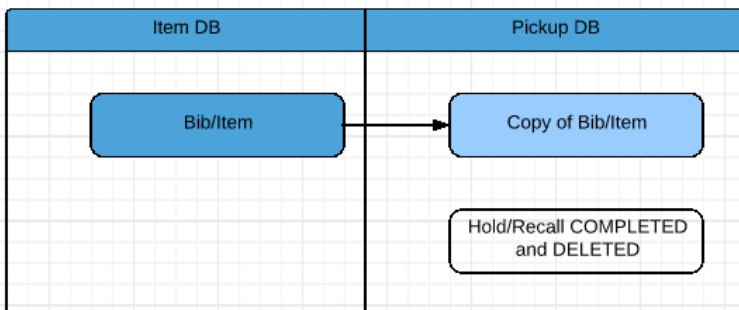 Item DB
Pickup DB
Bib/Item
Copy of Bib/Item
Hold/Recall COMPLETED
and DELETED